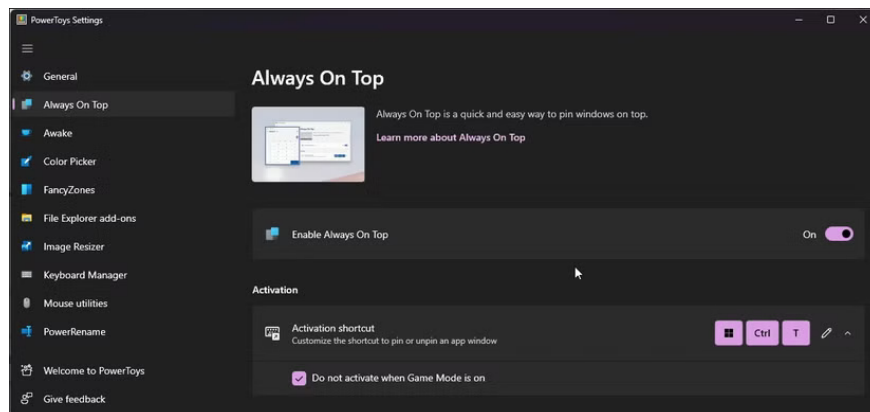 PowerToys Settings
General
Always On Top
Awake
Color Picker
FancyZones
File Explorer add-ons
Image Resizer
Keyboard Manager
Mouse utilities
PowerRename
Welcome to PowerToys
Give feedback
Always On Top
Always On Top is a quick and easy way to pin windows on top.
Learn more about Always On Top
Enable Always On Top
On
Activation
Activation shortcut
Customize the shortcut to pin or unpin an app window
Ctrl
T
Do not activate when Game Mode is on